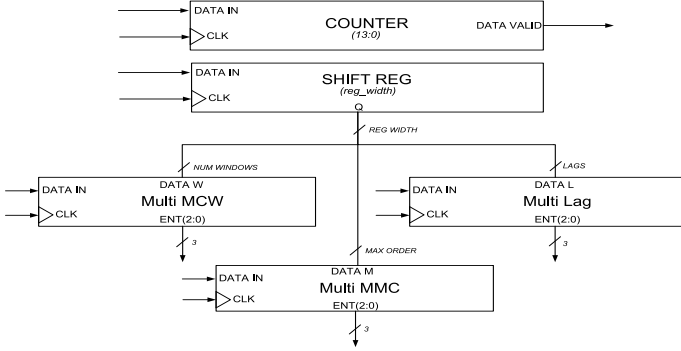 DATA IN
COUNTER
(13:0)
DATA VALID
CLK
DATA IN
SHIFT REG
(reg_width)
CLK
Q
REG WIDTH
NUM WINDOWS
LAGS
DATA IN
DATA W
Multi MCW
CLK
ENT(2:0)
3
DATA IN
DATA L
Multi Lag
CLK
ENT(2:0)
3
MAX ORDER
DATA IN
DATA M
Multi MMC
CLK
ENT(2:0)
3